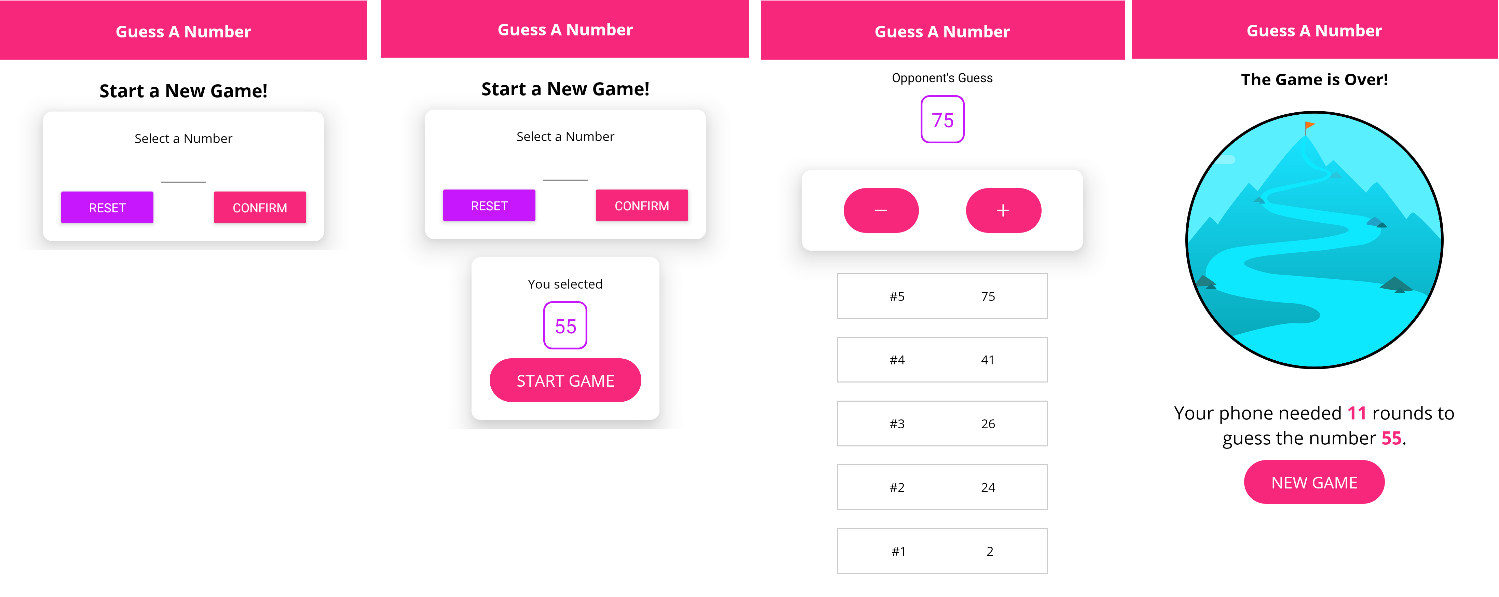 Guess A Number
Start a New Game!
Select a Number
RESET CONFIRM
Guess A Number
Start a New Game!
Select a Number
RESET CONFIRM
You selected
55
START GAME
Guess A Number
Opponent's Guess
75
− +
#5 75
#4 41
#3 26
#2 24
#1 2
Guess A Number
The Game is Over!
Your phone needed 11 rounds to
guess the number 55.
NEW GAME